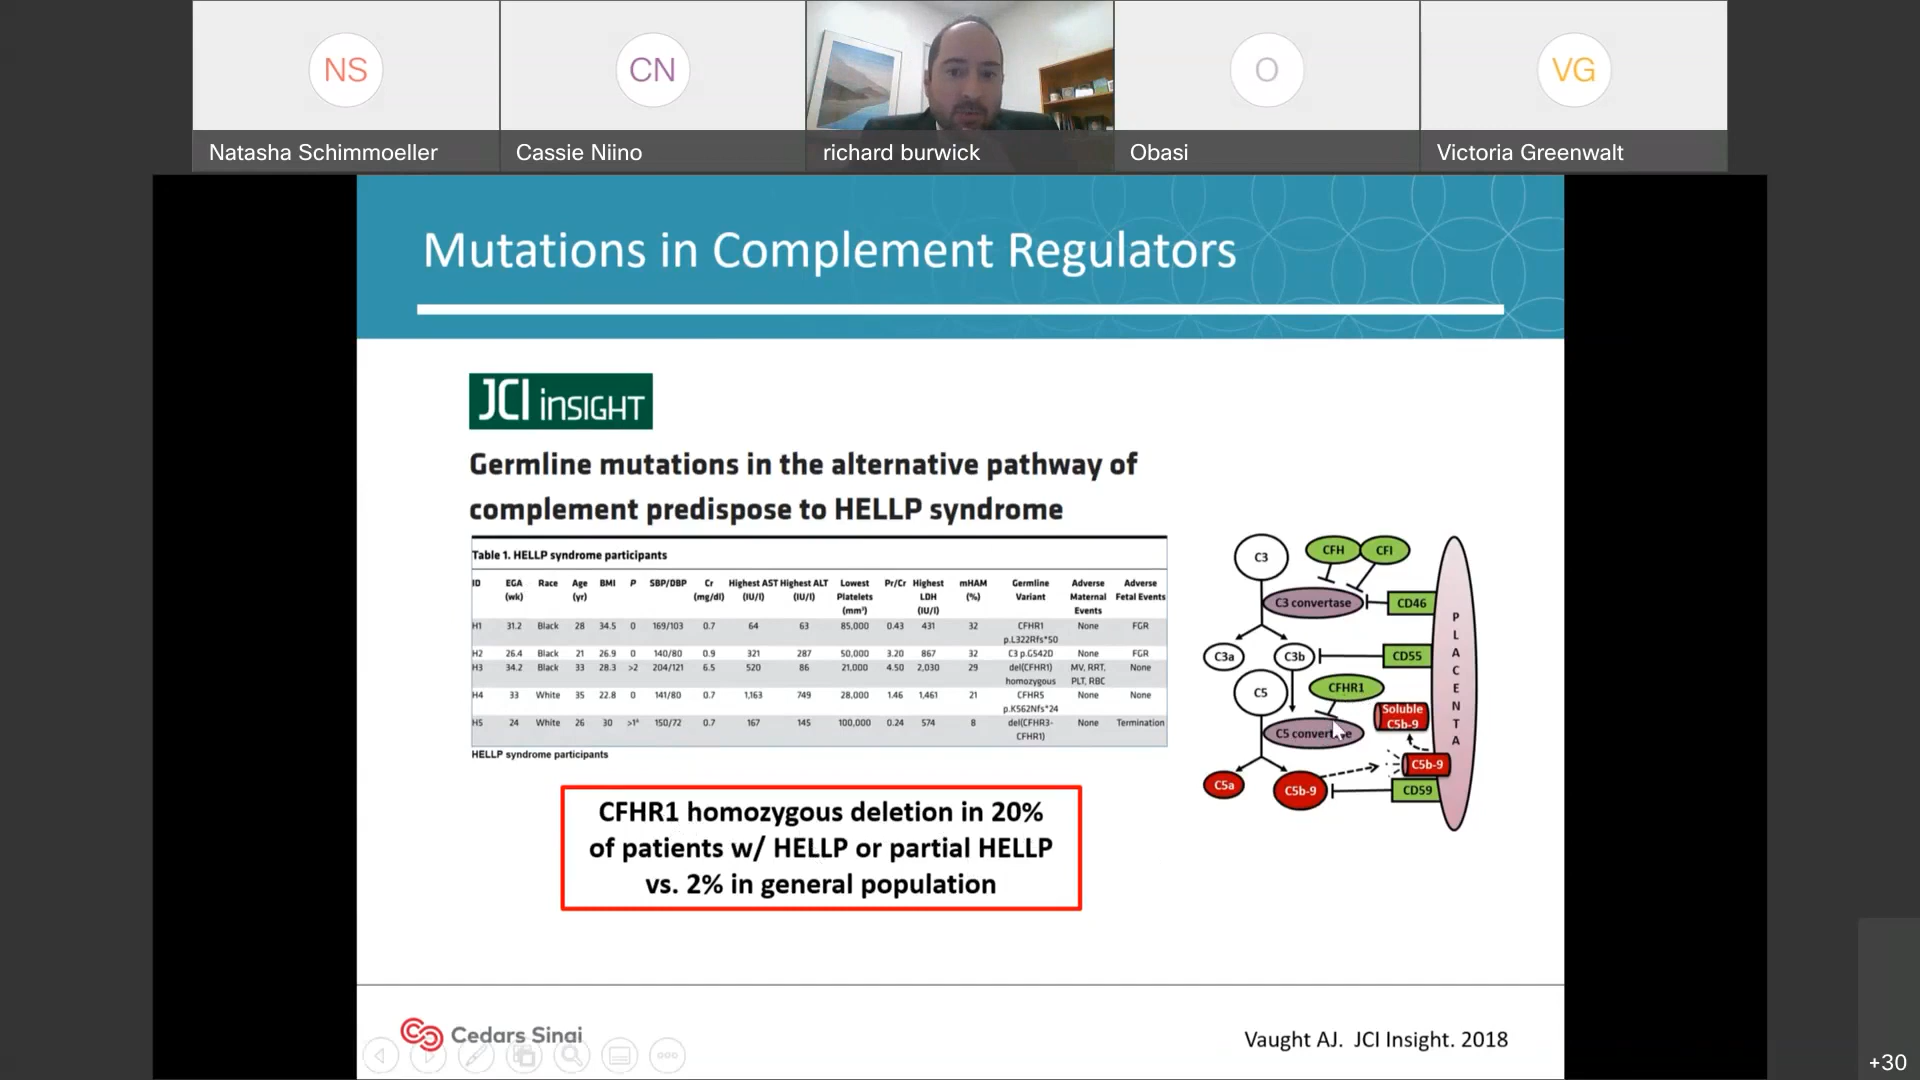 NS
CN
O
VG
Natasha Schimmoeller
Cassie Niino
richard burwick
Obasi
Victoria Greenwalt
Mutations in Complement Regulators
JCI insight
Germline mutations in the alternative pathway of
complement predispose to HELLP syndrome
Table 1. HELLP syndrome participants
ID EGA (wk) Race Age (yr) BMI P SBP/DBP Cr (mg/dl) Highest AST (IU/l) Highest ALT (IU/l) Lowest Platelets (mm³) Pr/Cr Highest LDH (IU/l) mHAM (%) Germline Variant Adverse Maternal Events Adverse Fetal Events
H1 31.2 Black 28 34.5 0 169/103 0.7 64 63 85,000 0.43 431 32 CFHR1 p.L322Rfs*50 None FGR
H2 26.4 Black 21 26.9 0 140/80 0.9 321 287 50,000 3.20 867 32 C3 p.G542D None FGR
H3 34.2 Black 33 28.3 >2 204/121 6.5 520 86 21,000 4.50 2,030 29 del(CFHR1) homozygous MV, RRT, PLT, RBC None
H4 33 White 35 22.8 0 141/80 0.7 1,163 749 28,000 1.46 1,461 21 CFHR5 p.K562Nfs*24 None None
H5 24 White 26 30 >1ᴬ 150/72 0.7 167 145 100,000 0.24 574 8 del(CFHR3-CFHR1) None Termination
HELLP syndrome participants
C3
CFH
CFI
C3 convertase
CD46
C3a
C3b
CD55
C5
CFHR1
Soluble
C5b-9
C5 convertase
C5b-9
C5a
C5b-9
CD59
PLACENTA
CFHR1 homozygous deletion in 20%
of patients w/ HELLP or partial HELLP
vs. 2% in general population
Cedars Sinai
Vaught AJ. JCI Insight. 2018
+30